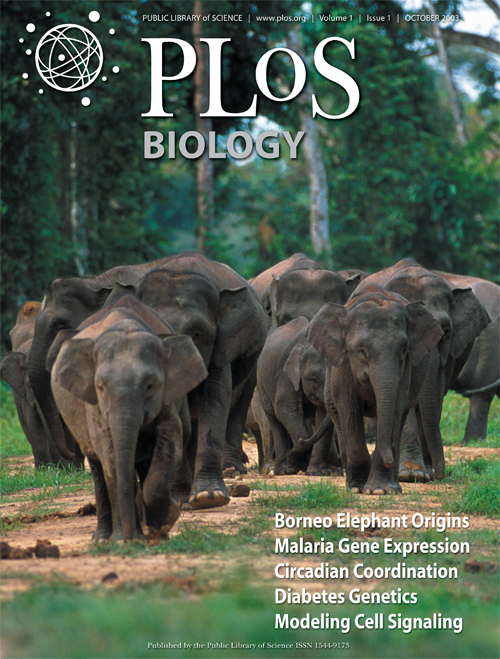 PUBLIC LIBRARY of SCIENCE | www.plos.org | Volume 1 | Issue 1 | OCTOBER 2003
PLoS
BIOLOGY
Borneo Elephant Origins
Malaria Gene Expression
Circadian Coordination
Diabetes Genetics
Modeling Cell Signaling
Published by the Public Library of Science ISSN 1544-9173